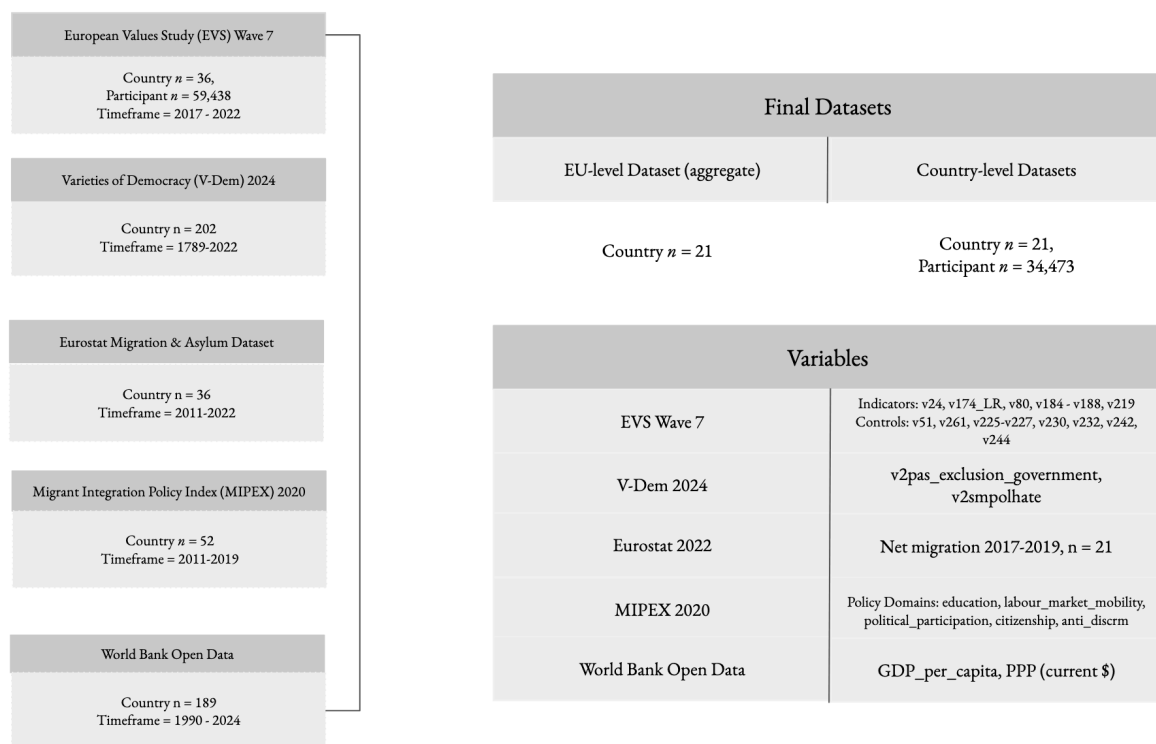 European Values Study (EVS) Wave 7
Country n = 36,
Participant n = 59,438
Timeframe = 2017 - 2022
Varieties of Democracy (V-Dem) 2024
Country n = 202
Timeframe = 1789-2022
Eurostat Migration & Asylum Dataset
Country n = 36
Timeframe = 2011-2022
Migrant Integration Policy Index (MIPEX) 2020
Country n = 52
Timeframe = 2011-2019
World Bank Open Data
Country n = 189
Timeframe = 1990 - 2024
Final Datasets
EU-level Dataset (aggregate)
Country-level Datasets
Country n = 21
Country n = 21,
Participant n = 34,473
Variables
EVS Wave 7
Indicators: v24, v174_LR, v80, v184 - v188, v219
Controls: v51, v261, v225-v227, v230, v232, v242,
v244
V-Dem 2024
v2pas_exclusion_government,
v2smpolhate
Eurostat 2022
Net migration 2017-2019, n = 21
MIPEX 2020
Policy Domains: education, labour_market_mobility,
political_participation, citizenship, anti_discrm
World Bank Open Data
GDP_per_capita, PPP (current $)